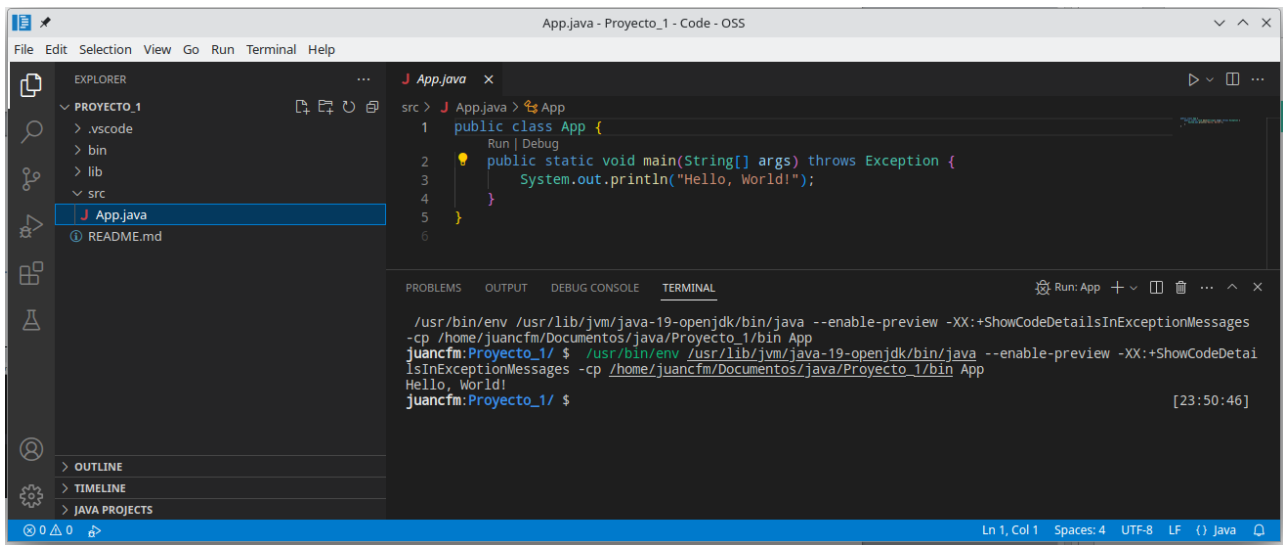 App.java - Proyecto_1 - Code - OSS
File Edit Selection View Go Run Terminal Help
EXPLORER
PROYECTO_1
.vscode
bin
lib
src
J App.java
README.md
OUTLINE
TIMELINE
JAVA PROJECTS
J App.java
src > J App.java > App
1 public class App {
Run | Debug
2 public static void main(String[] args) throws Exception {
3 System.out.println("Hello, World!");
4 }
5 }
6
PROBLEMS OUTPUT DEBUG CONSOLE TERMINAL
Run: App
/usr/bin/env /usr/lib/jvm/java-19-openjdk/bin/java --enable-preview -XX:+ShowCodeDetailsInExceptionMessages
-cp /home/juancfm/Documentos/java/Proyecto_1/bin App
juancfm:Proyecto_1/ $ /usr/bin/env /usr/lib/jvm/java-19-openjdk/bin/java --enable-preview -XX:+ShowCodeDetai
lsInExceptionMessages -cp /home/juancfm/Documentos/java/Proyecto_1/bin App
Hello, World!
juancfm:Proyecto_1/ $ [23:50:46]
0 0
Ln 1, Col 1 Spaces: 4 UTF-8 LF {} Java